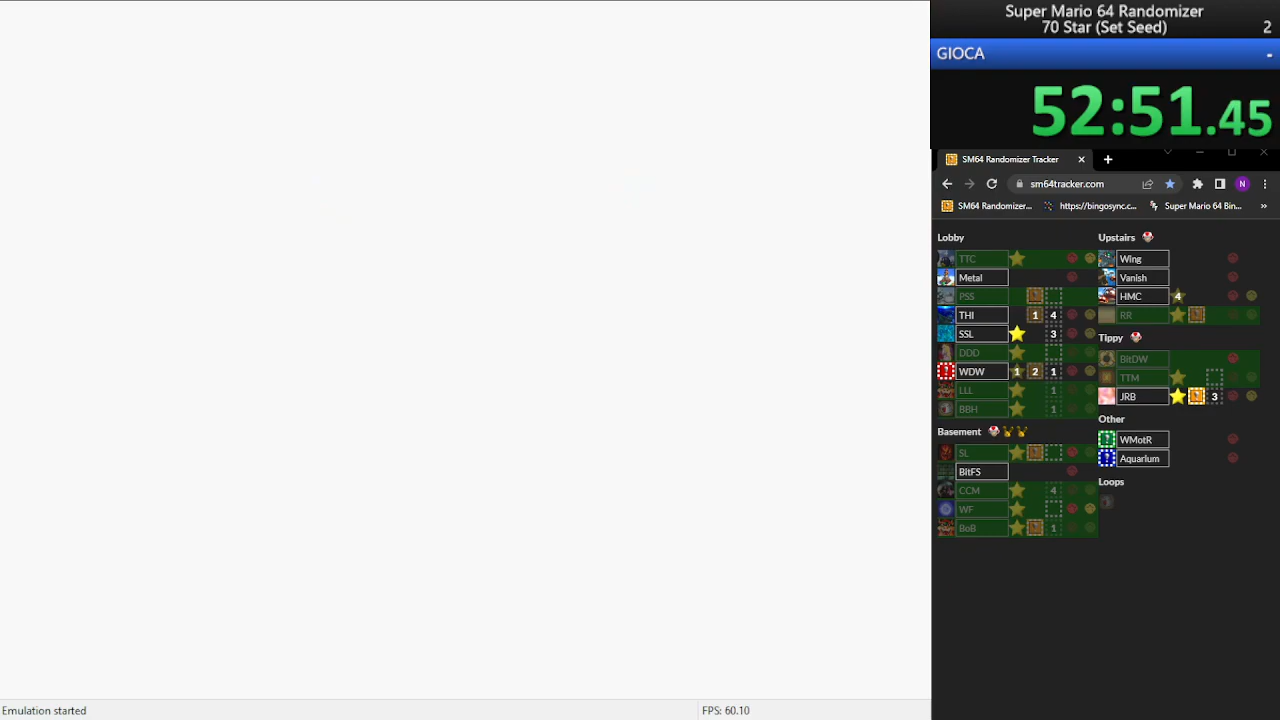 Super Mario 64 Randomizer
70 Star (Set Seed)
2
GIOCA
-
52:51.45
SM64 Randomizer Tracker
sm64tracker.com
N
SM64 Randomizer...
https://bingosync.c...
Super Mario 64 Bin...
»
Lobby
TTC
Metal
PSS
THI 1 4
SSL 3
DDD
WDW 1 2 1
LLL 1
BBH 1
Basement
SL
BitFS
CCM 4
WF
BoB 1
Upstairs
Wing
Vanish
HMC 4
RR
Tippy
BitDW
TTM
JRB 3
Other
WMotR
Aquarium
Loops
Emulation started
FPS: 60.10